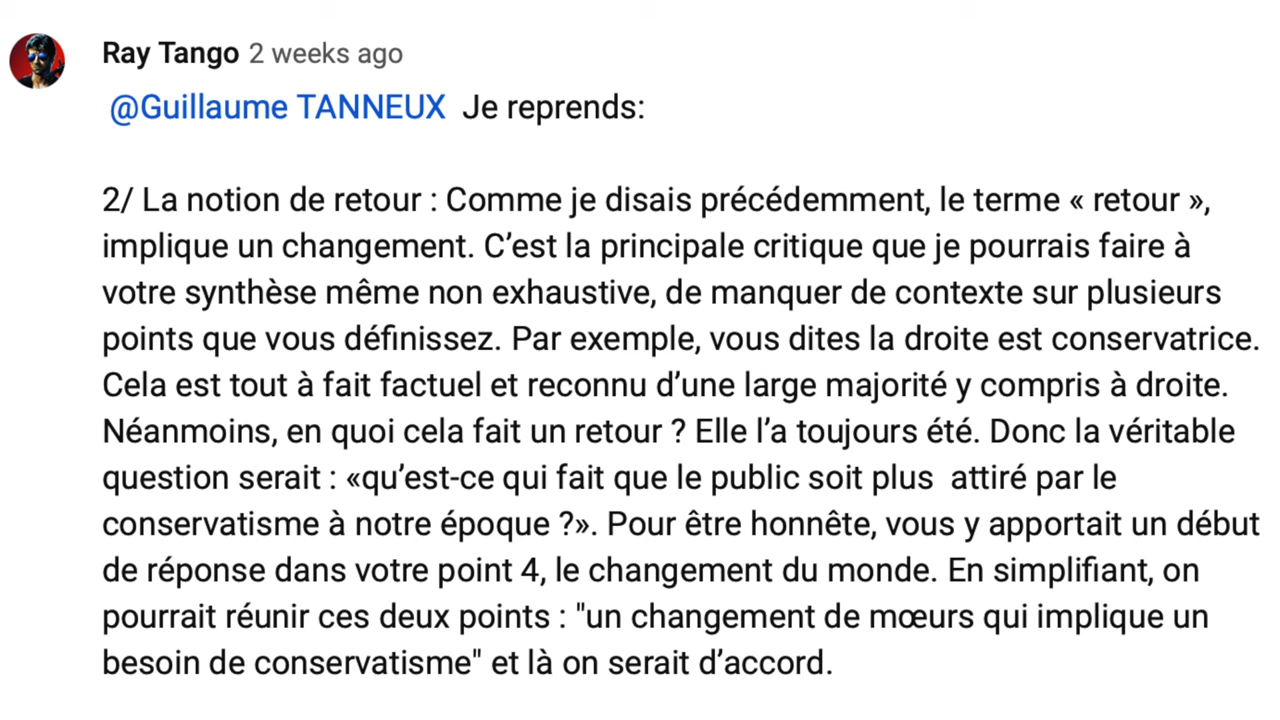 Ray Tango 2 weeks ago
@Guillaume TANNEUX Je reprends:
2/ La notion de retour : Comme je disais précédemment, le terme « retour »,
implique un changement. C’est la principale critique que je pourrais faire à
votre synthèse même non exhaustive, de manquer de contexte sur plusieurs
points que vous définissez. Par exemple, vous dites la droite est conservatrice.
Cela est tout à fait factuel et reconnu d’une large majorité y compris à droite.
Néanmoins, en quoi cela fait un retour ? Elle l’a toujours été. Donc la véritable
question serait : «qu’est-ce qui fait que le public soit plus  attiré par le
conservatisme à notre époque ?». Pour être honnête, vous y apportait un début
de réponse dans votre point 4, le changement du monde. En simplifiant, on
pourrait réunir ces deux points : "un changement de mœurs qui implique un
besoin de conservatisme" et là on serait d’accord.